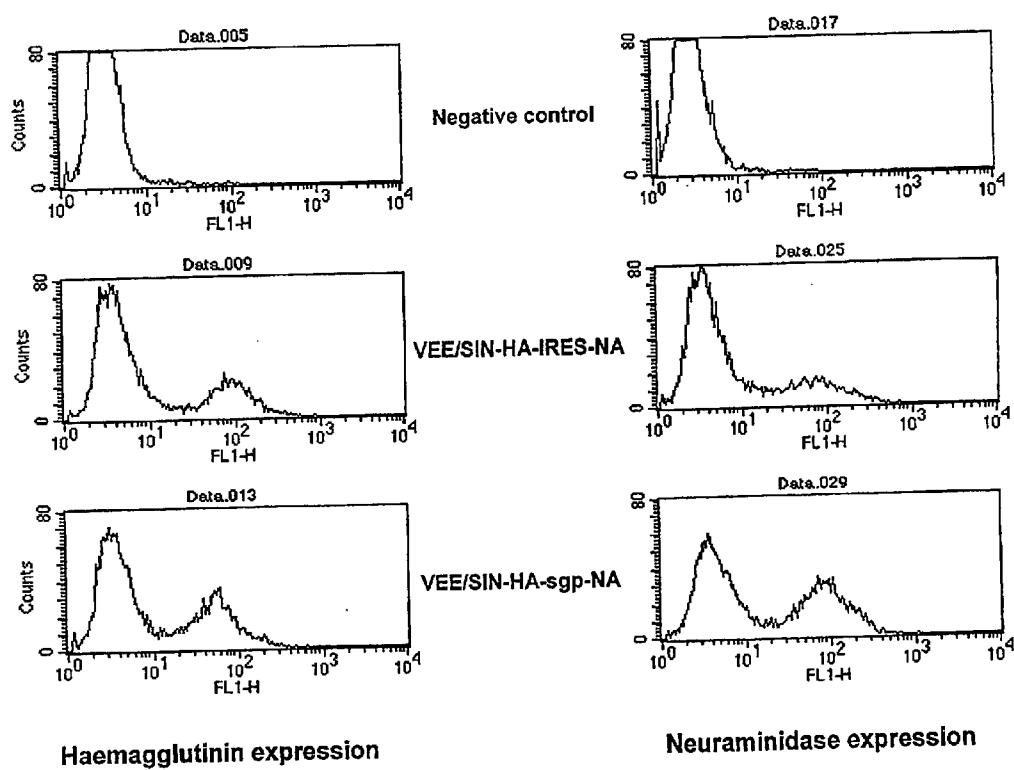 Data.005
80
Counts
0
10^0 10^1 10^2 10^3 10^4
FL1-H
Negative control
Data.017
80
0
10^0 10^1 10^2 10^3 10^4
FL1-H
Data.009
80
Counts
0
10^0 10^1 10^2 10^3 10^4
FL1-H
VEE/SIN-HA-IRES-NA
Data.025
80
0
10^0 10^1 10^2 10^3 10^4
FL1-H
Data.013
80
Counts
0
10^0 10^1 10^2 10^3 10^4
FL1-H
VEE/SIN-HA-sgp-NA
Data.029
80
0
10^0 10^1 10^2 10^3 10^4
FL1-H
Haemagglutinin expression
Neuraminidase expression